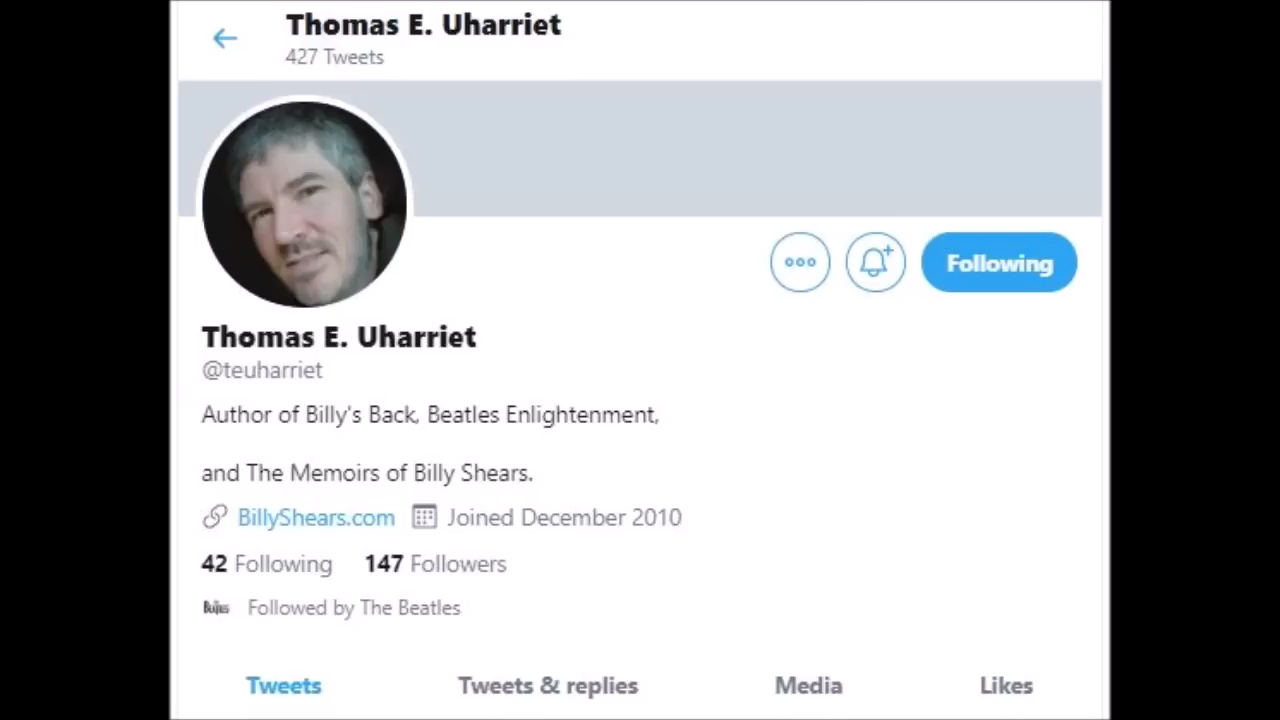 Thomas E. Uharriet
427 Tweets
Following
Thomas E. Uharriet
@teuharriet
Author of Billy's Back, Beatles Enlightenment,
and The Memoirs of Billy Shears.
BillyShears.com Joined December 2010
42 Following 147 Followers
Followed by The Beatles
Tweets Tweets & replies Media Likes